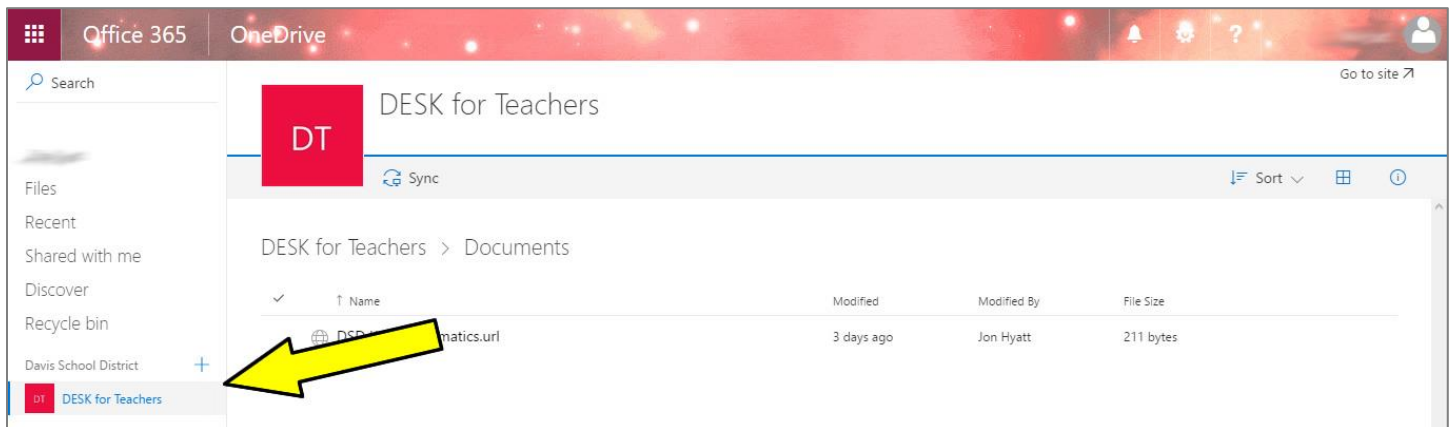 Office 365 OneDrive ?
Search
Go to site
DT
DESK for Teachers
Sync
Sort
Files
Recent
Shared with me
Discover
Recycle bin
Davis School District +
DT DESK for Teachers
DESK for Teachers > Documents
Name Modified Modified By File Size
matics.url 3 days ago Jon Hyatt 211 bytes